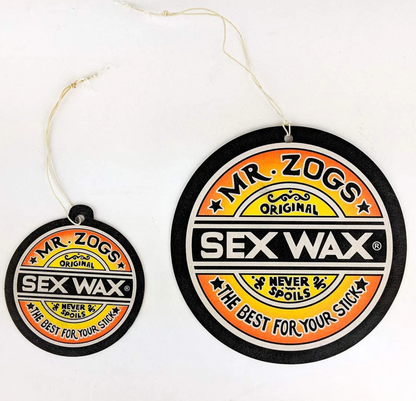 MR. ZOGS
ORIGINAL
SEX WAX®
NEVER
SPOILS
THE BEST FOR YOUR STICK
MR. ZOGS
ORIGINAL
SEX WAX®
NEVER
SPOILS
THE BEST FOR YOUR STICK